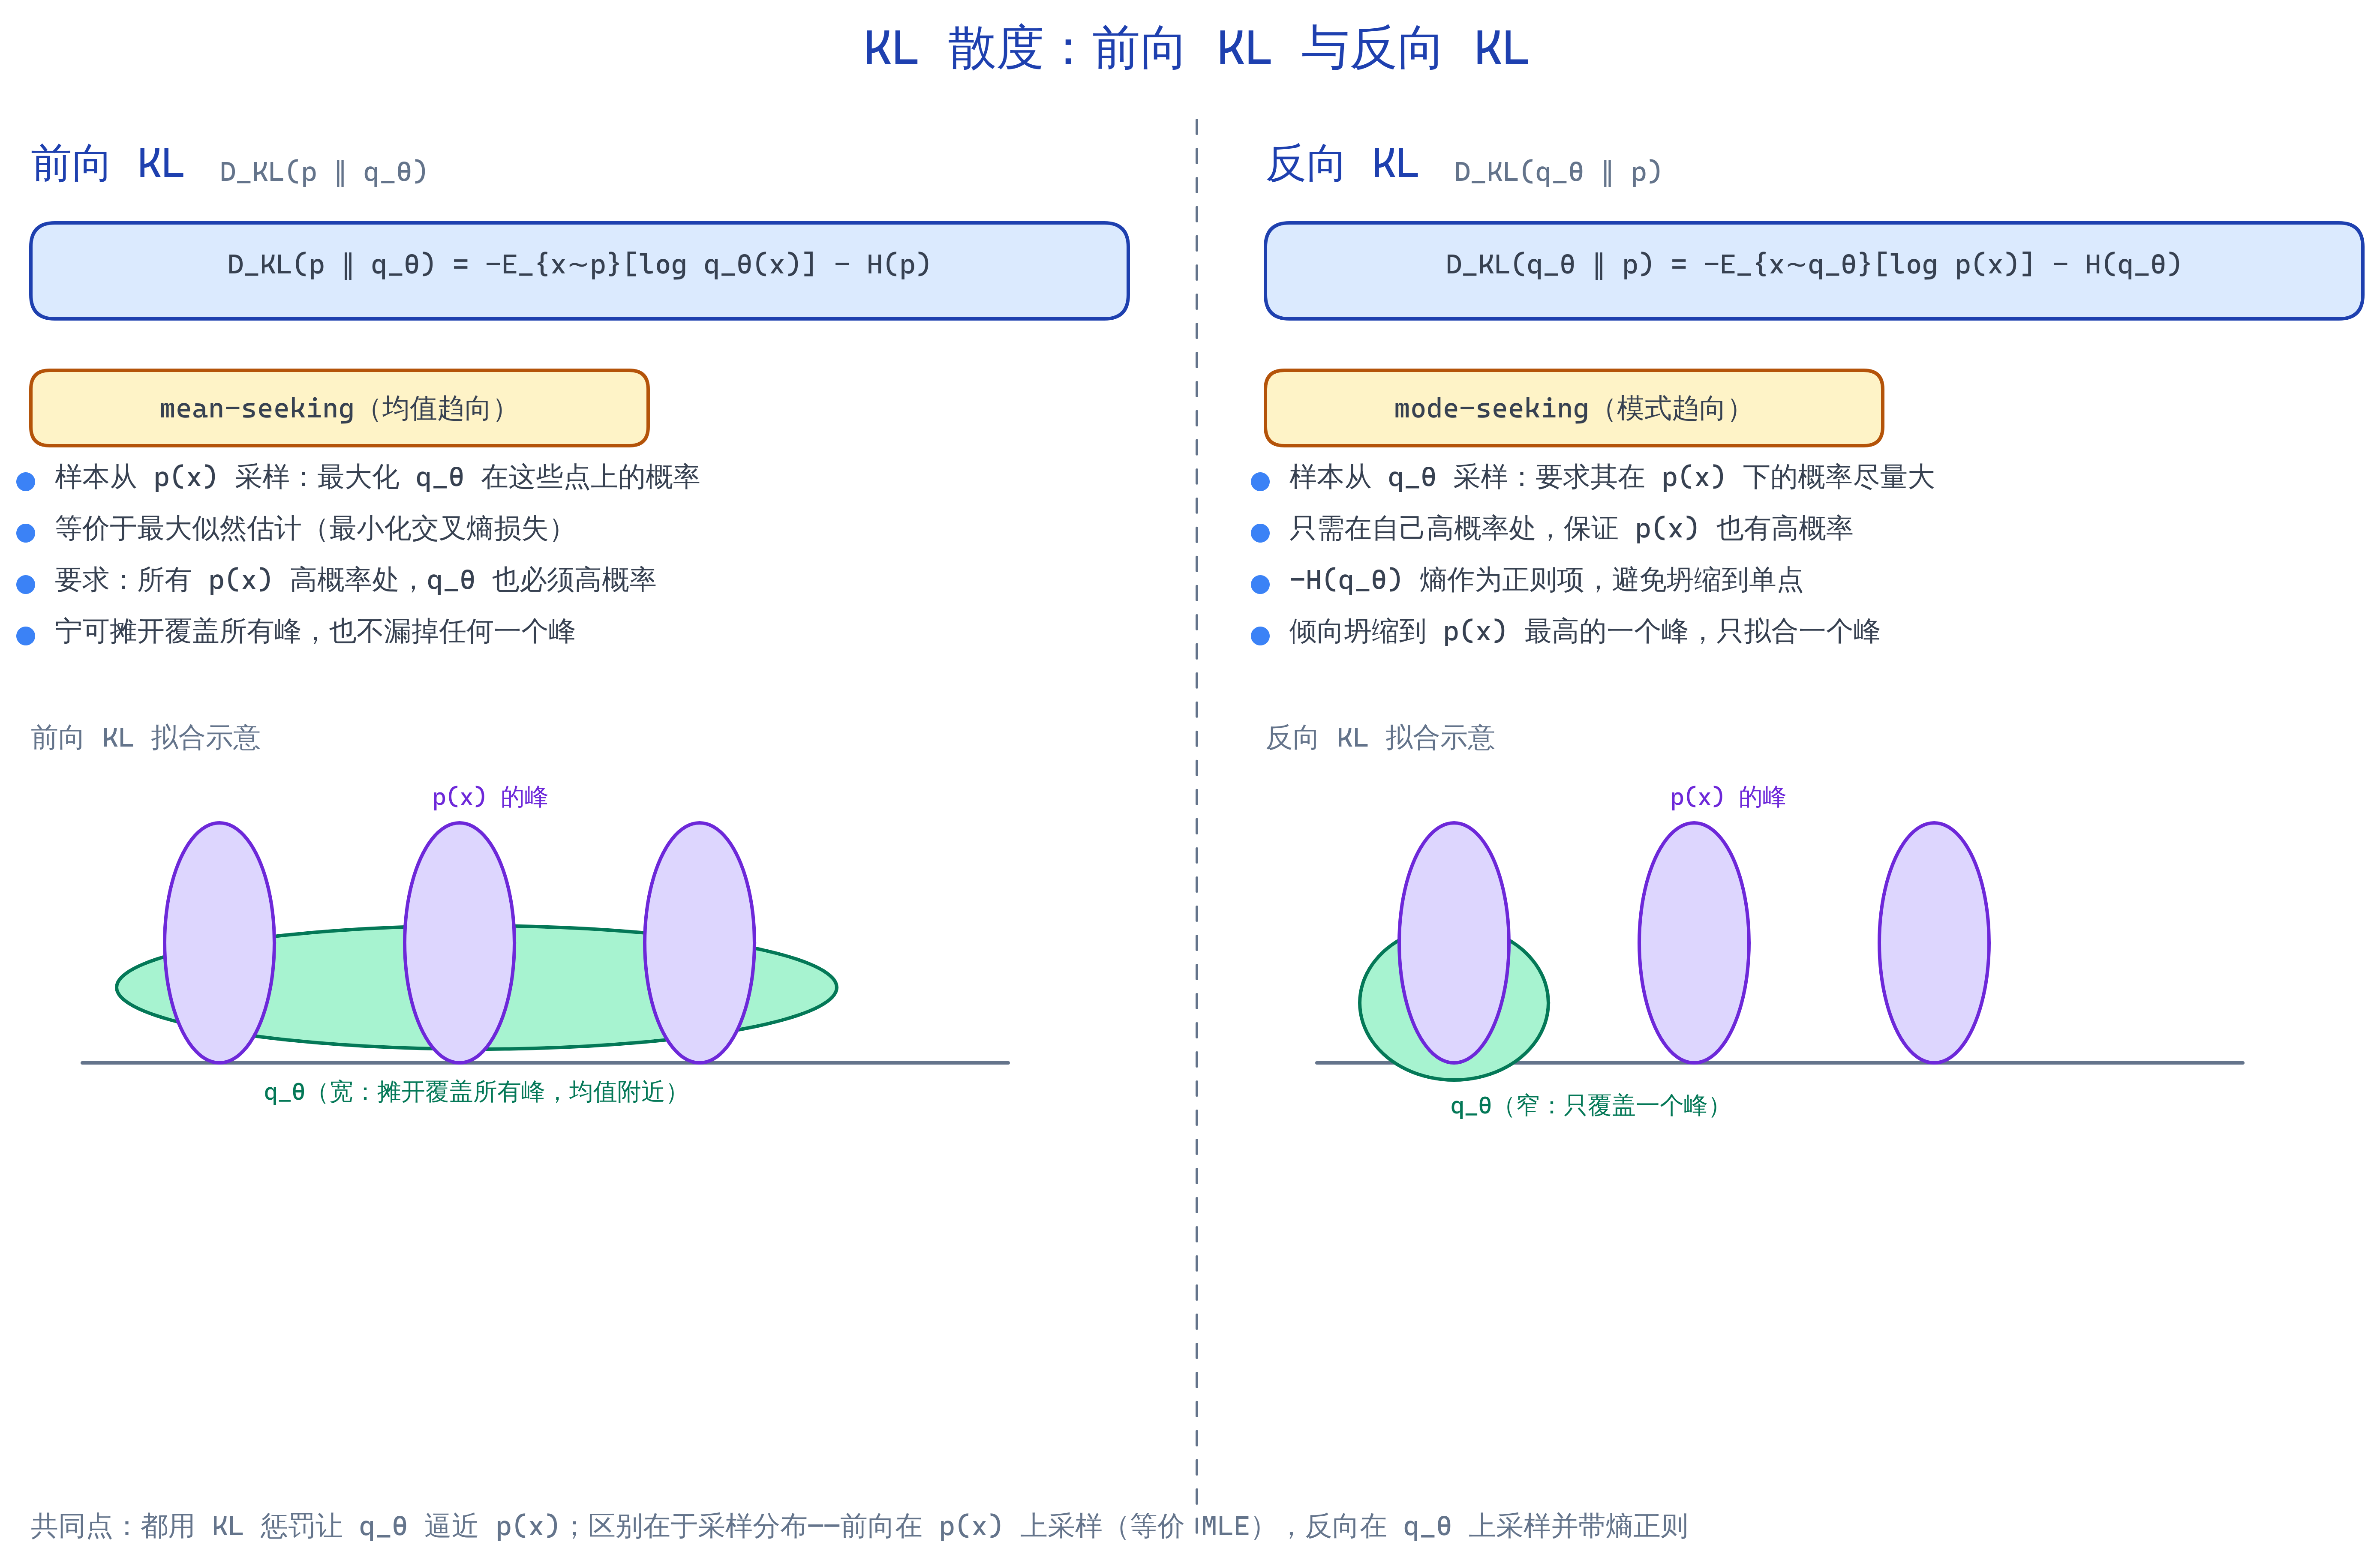 KL 散度：前向 KL 与反向 KL
前向 KL D_KL(p ‖ q_θ)
D_KL(p ‖ q_θ) = −E_{x∼p}[log q_θ(x)] − H(p)
mean-seeking（均值趋向）
样本从 p(x) 采样：最大化 q_θ 在这些点上的概率
等价于最大似然估计（最小化交叉熵损失）
要求：所有 p(x) 高概率处，q_θ 也必须高概率
宁可摊开覆盖所有峰，也不漏掉任何一个峰
前向 KL 拟合示意
p(x) 的峰
q_θ（宽：摊开覆盖所有峰，均值附近）
反向 KL D_KL(q_θ ‖ p)
D_KL(q_θ ‖ p) = −E_{x∼q_θ}[log p(x)] − H(q_θ)
mode-seeking（模式趋向）
样本从 q_θ 采样：要求其在 p(x) 下的概率尽量大
只需在自己高概率处，保证 p(x) 也有高概率
−H(q_θ) 熵作为正则项，避免坍缩到单点
倾向坍缩到 p(x) 最高的一个峰，只拟合一个峰
反向 KL 拟合示意
p(x) 的峰
q_θ（窄：只覆盖一个峰）
共同点：都用 KL 惩罚让 q_θ 逼近 p(x)；区别在于采样分布——前向在 p(x) 上采样（等价 MLE），反向在 q_θ 上采样并带熵正则